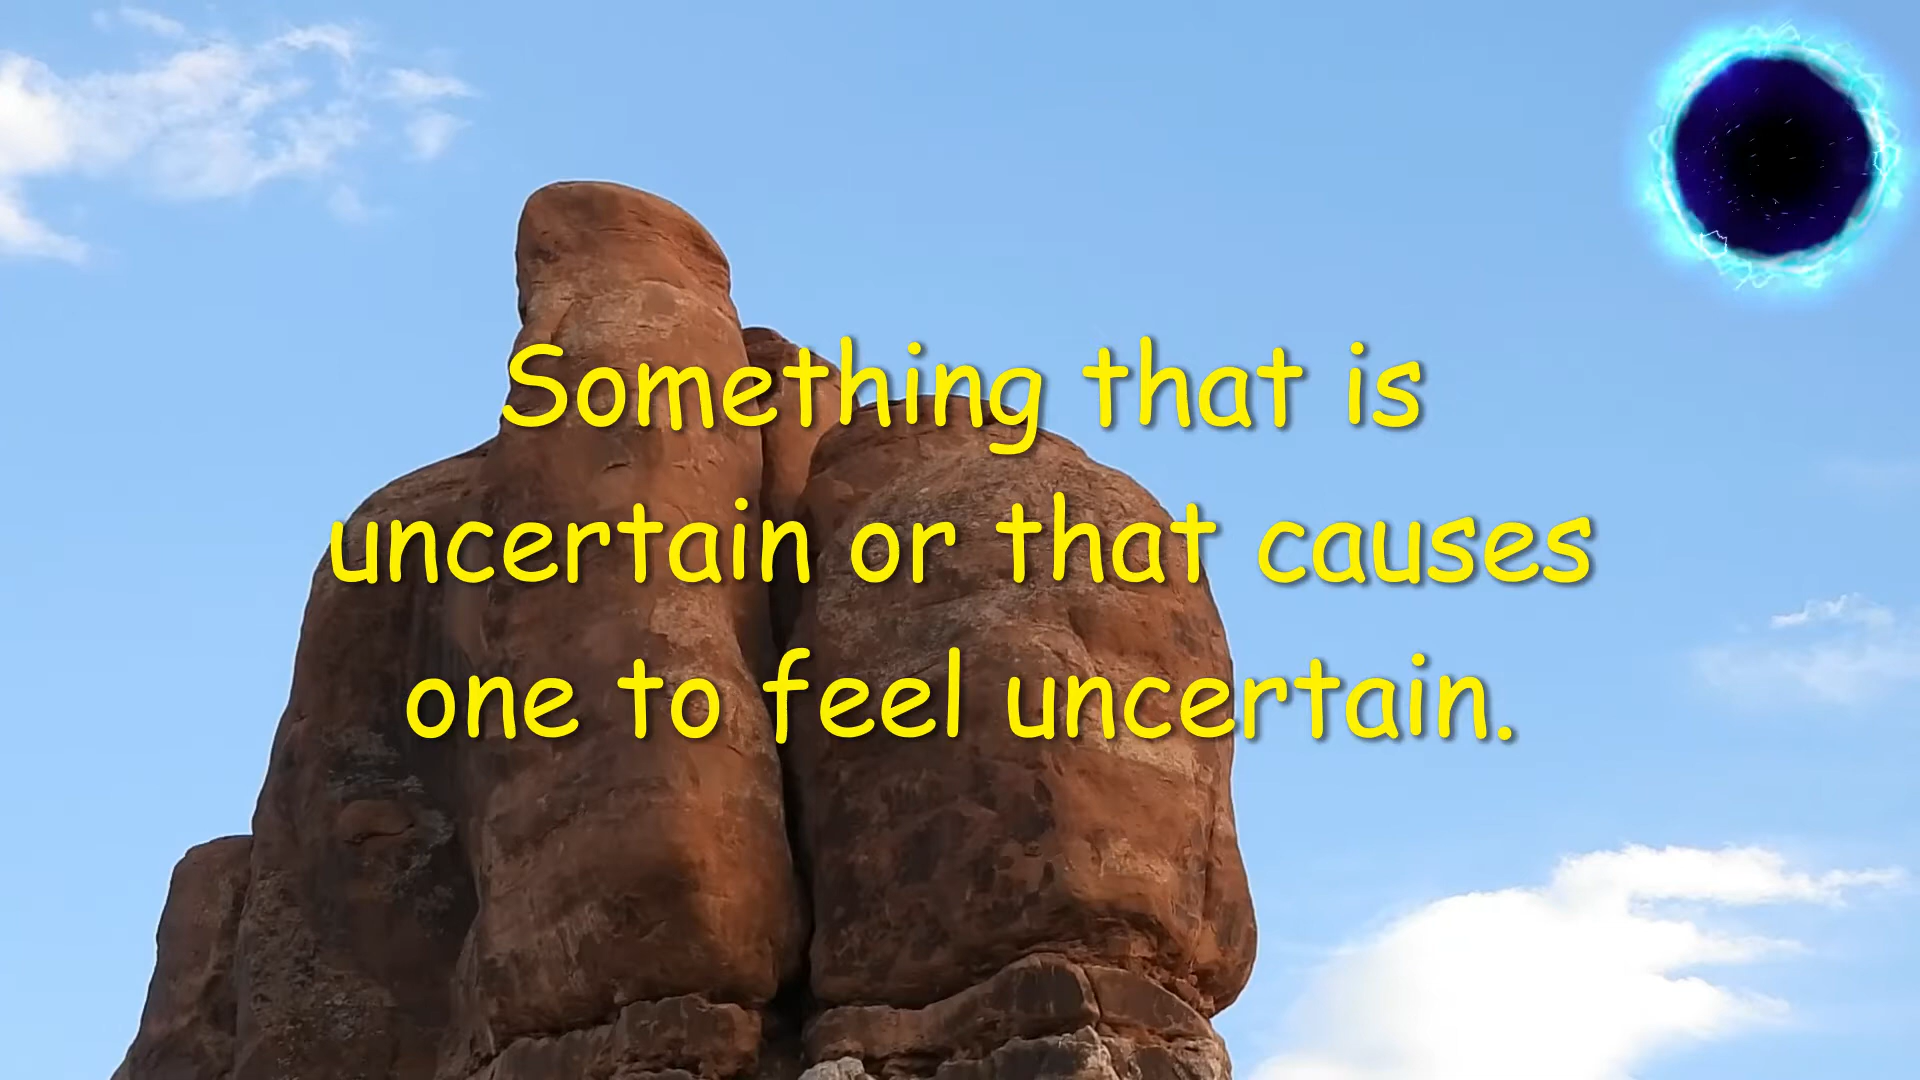 Something that is
uncertain or that causes
one to feel uncertain.